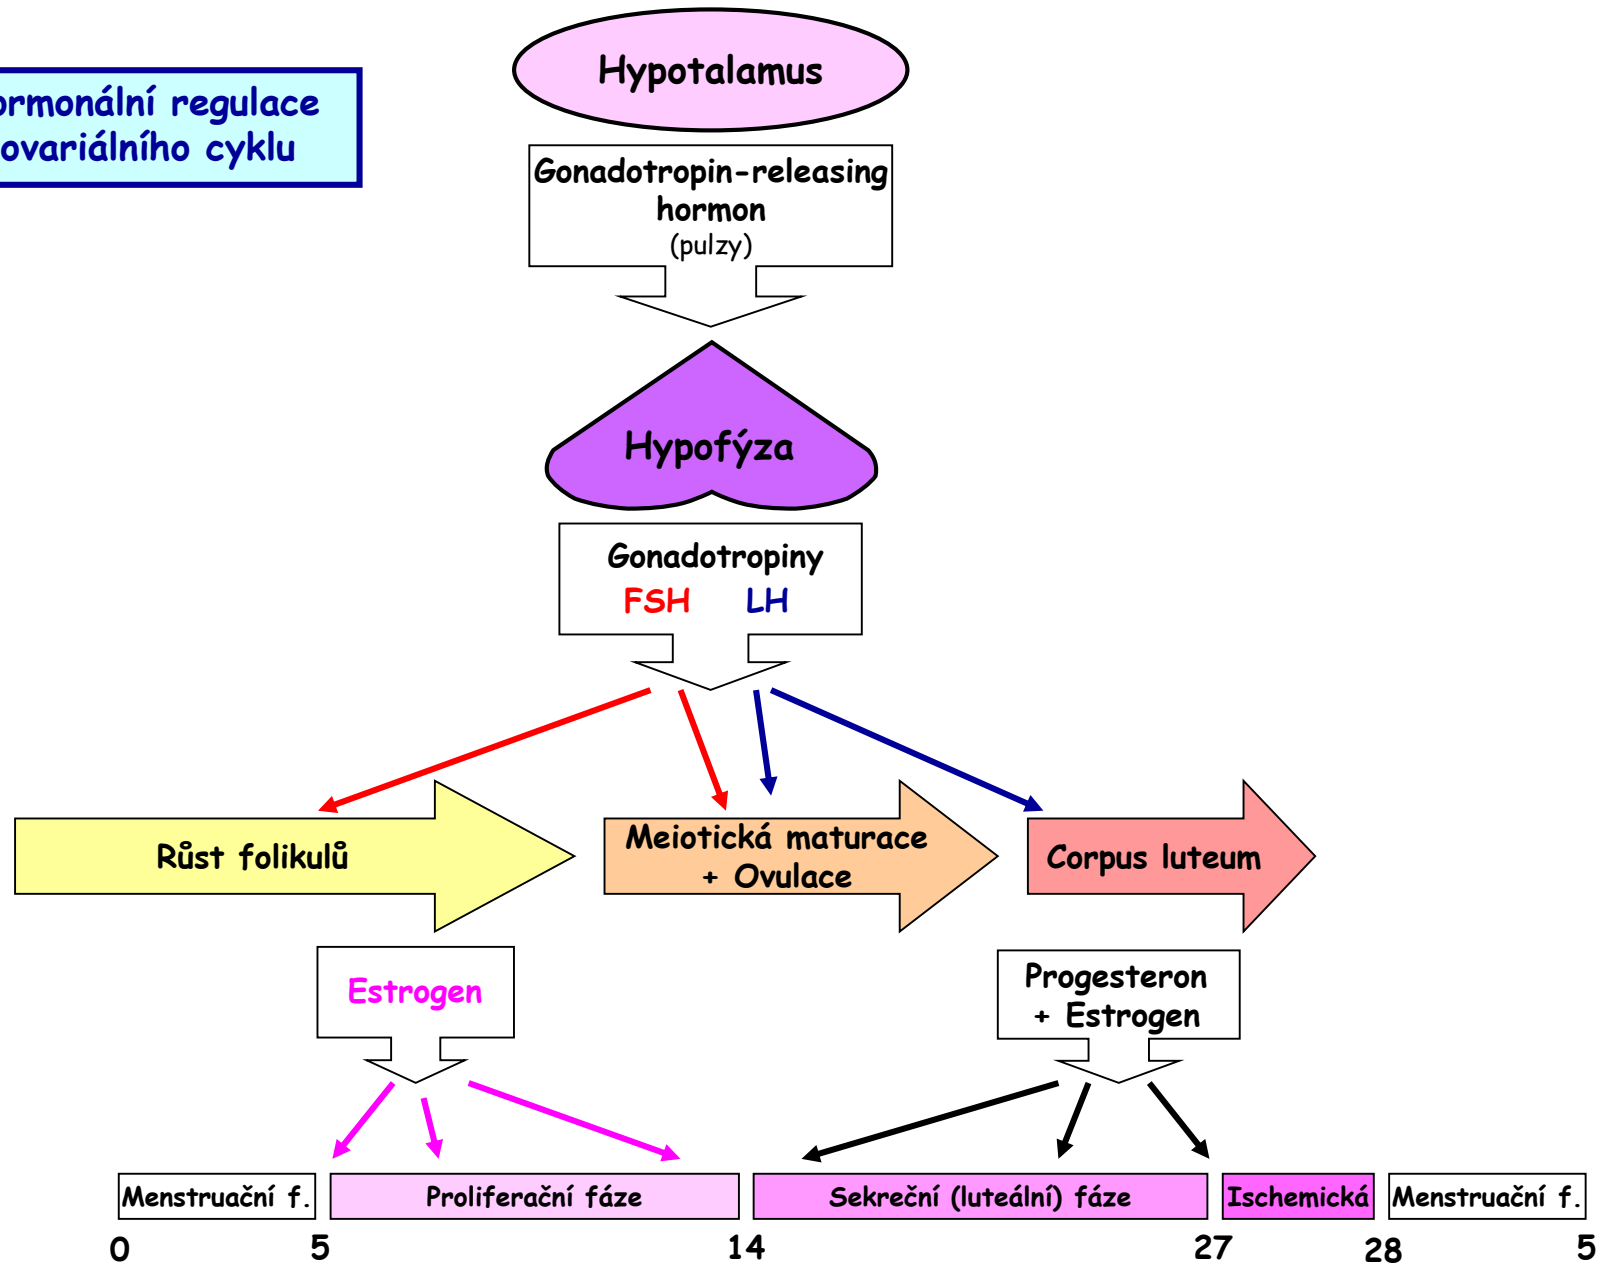 Hypotalamus
ormonální regulace
ovariálního cyklu
Gonadotropin-releasing
hormon
(pulzy)
Hypofýza
Gonadotropiny
FSH LH
Růst folikulů
Meiotická maturace
+ Ovulace
Corpus luteum
Estrogen
Progesteron
+ Estrogen
Menstruační f. Proliferační fáze Sekreční (luteální) fáze Ischemická Menstruační f.
0 5 14 27 28 5